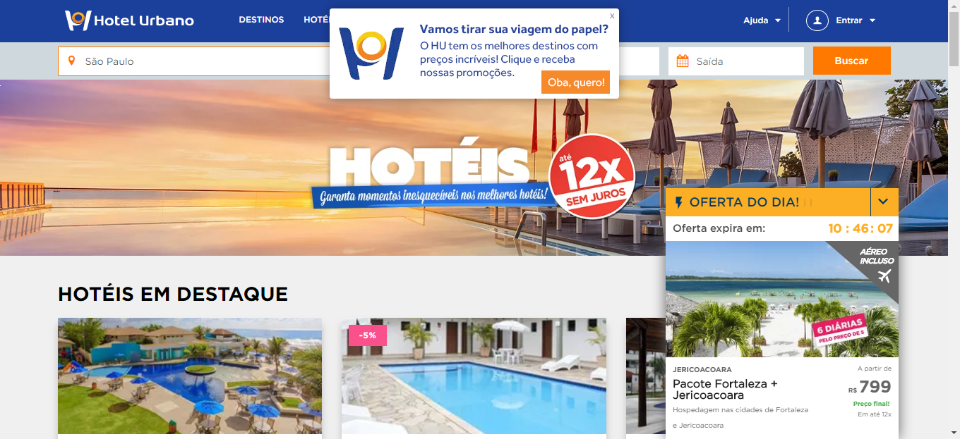 Hotel Urbano
DESTINOS
Ajuda
Entrar
x
Vamos tirar sua viagem do papel?
O HU tem os melhores destinos com
preços incríveis! Clique e receba
nossas promoções.
Oba, quero!
São Paulo
Saída
Buscar
HOTÉIS
Garanta momentos inesquecíveis nos melhores hotéis!
até
12x
SEM JUROS
OFERTA DO DIA!
Oferta expira em:
10 : 46 : 07
AÉREO
INCLUSO
6 DIÁRIAS
PELO PREÇO DE 5
HOTÉIS EM DESTAQUE
-5%
JERICOACOARA
A partir de
Pacote Fortaleza +
Jericoacoara
R$ 799
Preço final!
Hospedagem nas cidades de Fortaleza
e Jericoacoara
Em até 12x